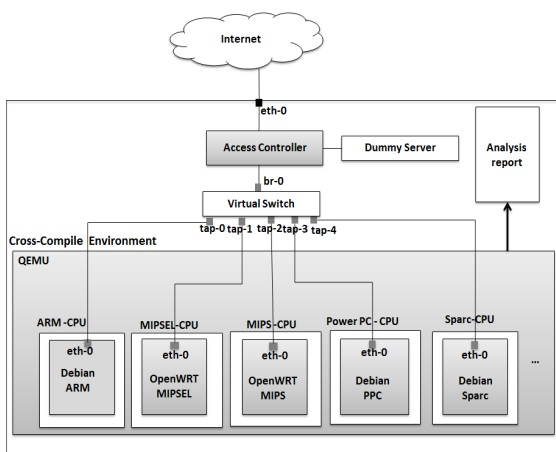 Internet
eth-0
Access Controller
Dummy Server
Analysis
report
br-0
Virtual Switch
tap-0 tap-1 tap-2 tap-3 tap-4
Cross-Compile Environment
QEMU
ARM -CPU
MIPSEL-CPU
MIPS -CPU
Power PC - CPU
Sparc-CPU
eth-0
Debian
ARM
eth-0
OpenWRT
MIPSEL
eth-0
OpenWRT
MIPS
eth-0
Debian
PPC
eth-0
Debian
Sparc
...